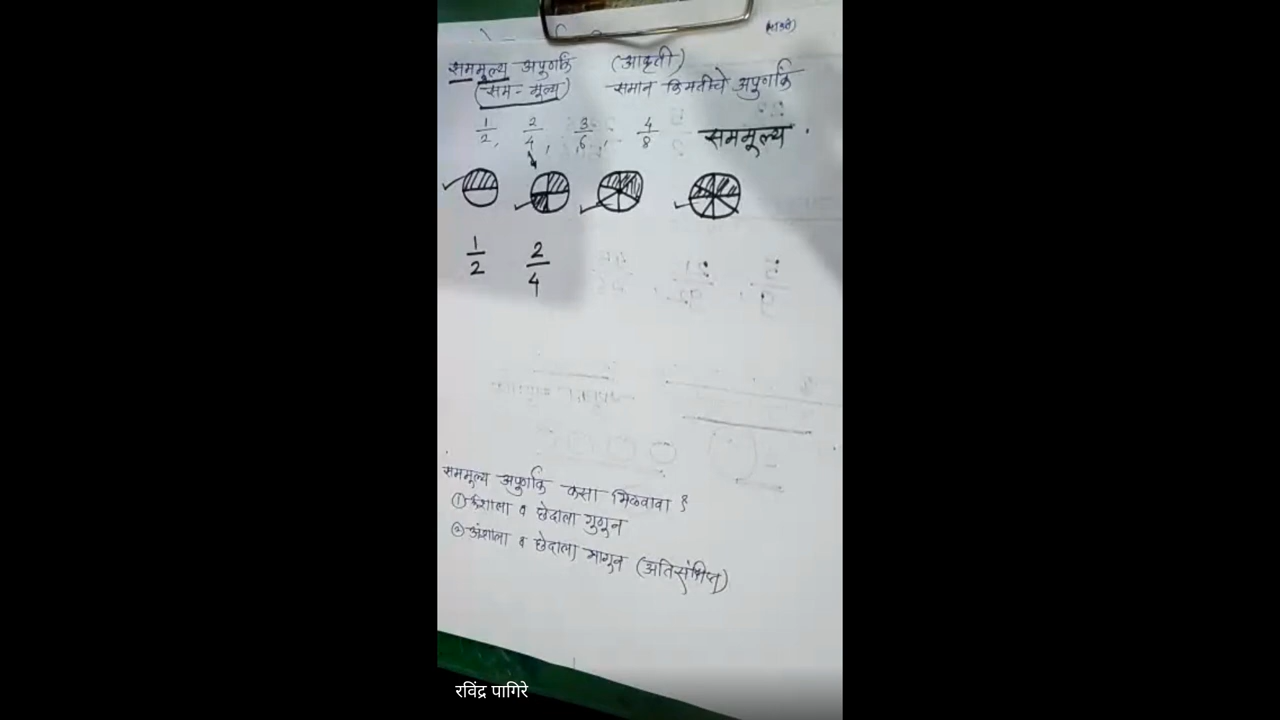 सममूल्य अपूर्णांक (आकृती)
(सम = मूल्य) समान किमतीचे अपूर्णांक
1/2, 2/4, 3/6, 4/8 सममूल्य.
1/2 2/4
सममूल्य अपूर्णांक कसा मिळवावा ?
① अंशाला व छेदाला गुणून
② अंशाला व छेदाला भागून (अतिसंक्षिप्त)
रविंद्र पागिरे